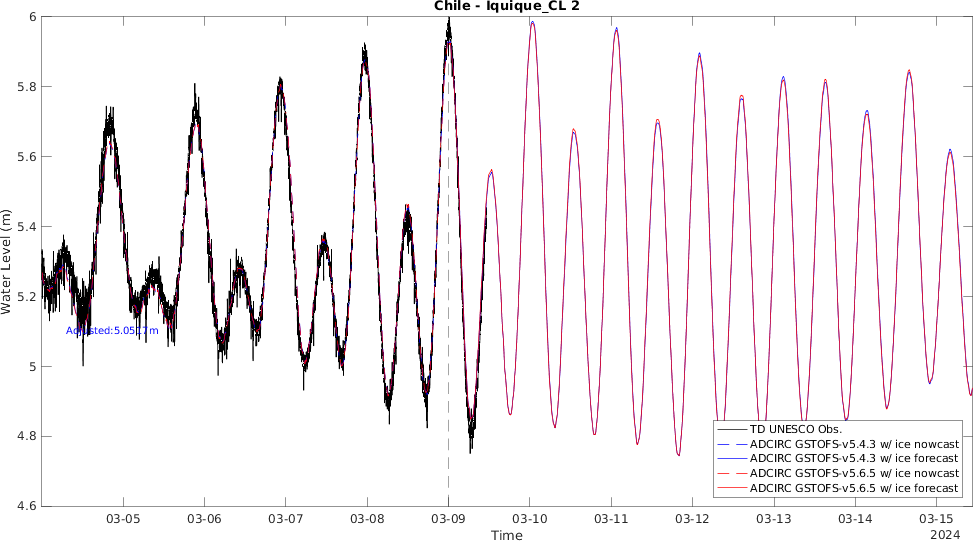 Chile - Iquique_CL 2
6
5.8
5.6
5.4
5.2
5
4.8
4.6
Water Level (m)
03-05
03-06
03-07
03-08
03-09
03-10
03-11
03-12
03-13
03-14
03-15
2024
Time
TD UNESCO Obs.
ADCIRC GSTOFS-v5.4.3 w/ ice nowcast
ADCIRC GSTOFS-v5.4.3 w/ ice forecast
ADCIRC GSTOFS-v5.6.5 w/ ice nowcast
ADCIRC GSTOFS-v5.6.5 w/ ice forecast